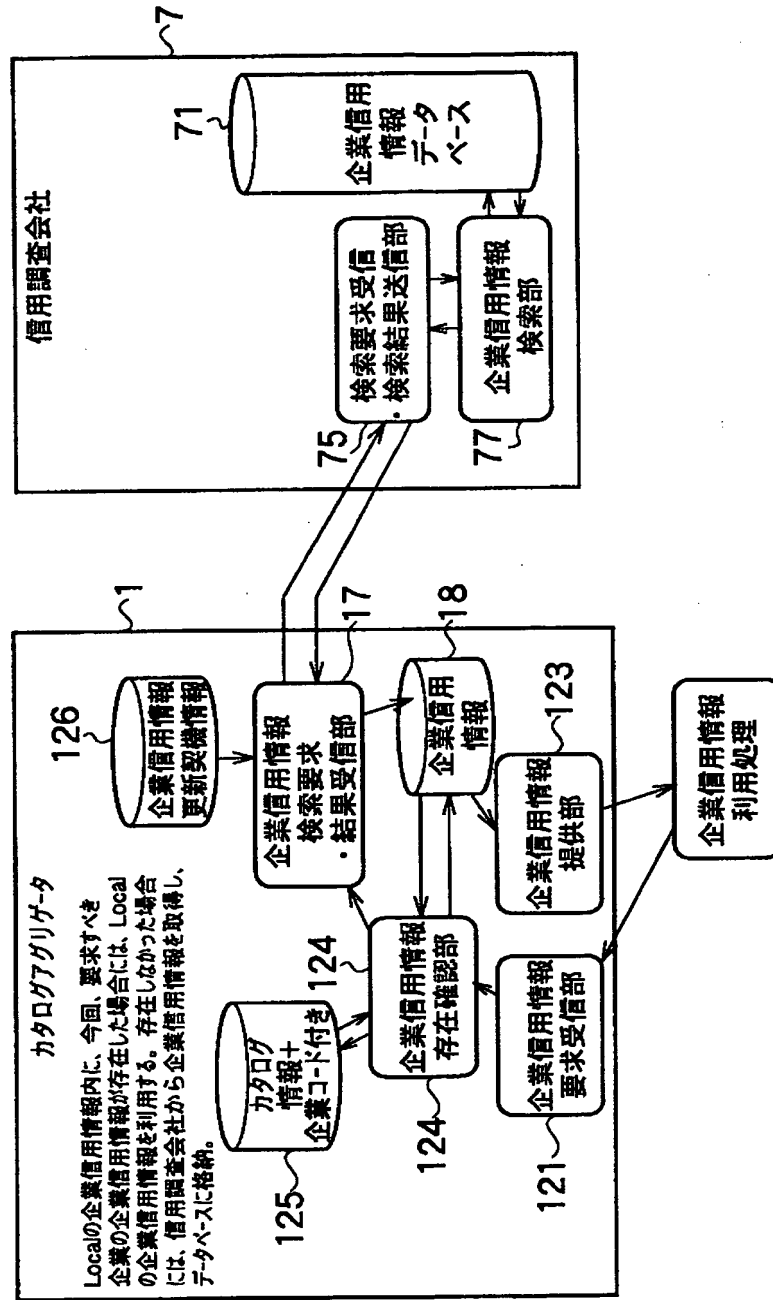 カタログアグリゲータ
1
Localの企業信用情報内に、今回、要求すべき
企業の企業信用情報が存在した場合には、Local
の企業信用情報を利用する。存在しなかった場合
には、信用調査会社から企業信用情報を取得し、
データベースに格納。
126
企業信用情報
更新契機情報
企業信用情報
検索要求
・結果受信部
17
18
企業信用
情報
カタログ
情報+
企業コード付き
125
124
企業信用情報
存在確認部
124
企業信用情報
提供部
123
企業信用情報
要求受信部
121
企業信用情報
利用処理
信用調査会社
7
71
企業信用
情報
データ
ベース
検索要求受信
・検索結果送信部
75
企業信用情報
検索部
77